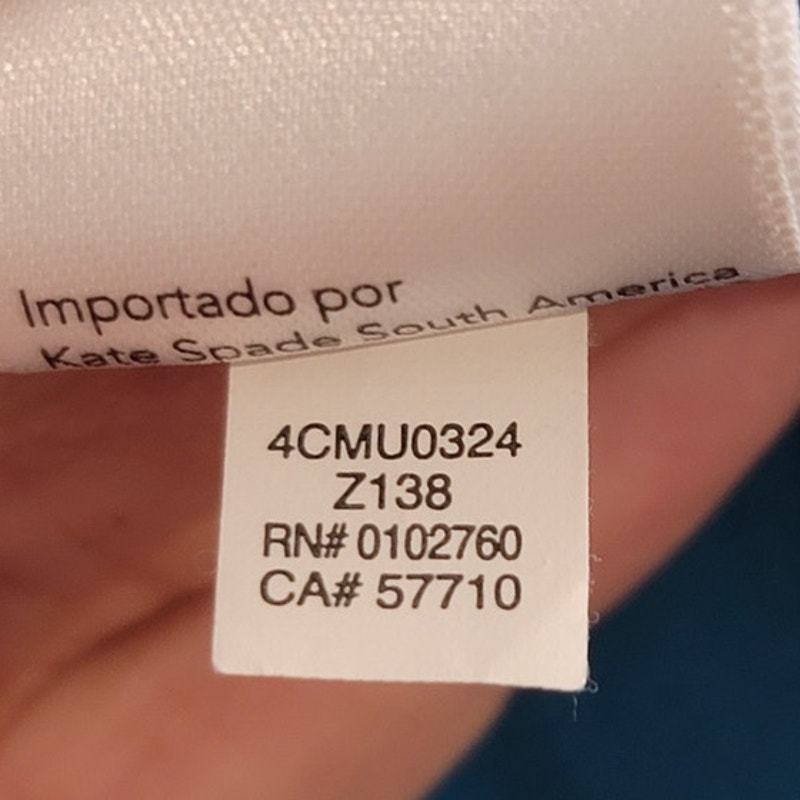 Importado por
Kate Spade South America
4CMU0324
Z138
RN# 0102760
CA# 57710